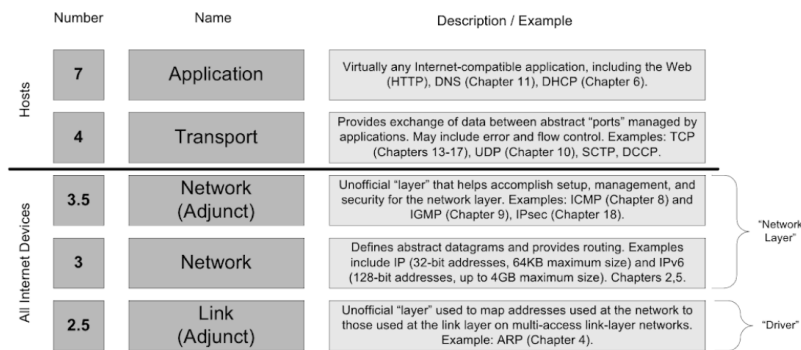 Number Name Description / Example
Hosts
7 Application
Virtually any Internet-compatible application, including the Web
(HTTP), DNS (Chapter 11), DHCP (Chapter 6).
4 Transport
Provides exchange of data between abstract “ports” managed by
applications. May include error and flow control. Examples: TCP
(Chapters 13-17), UDP (Chapter 10), SCTP, DCCP.
All Internet Devices
3.5 Network
(Adjunct)
Unofficial “layer” that helps accomplish setup, management, and
security for the network layer. Examples: ICMP (Chapter 8) and
IGMP (Chapter 9), IPsec (Chapter 18).
3 Network
Defines abstract datagrams and provides routing. Examples
include IP (32-bit addresses, 64KB maximum size) and IPv6
(128-bit addresses, up to 4GB maximum size). Chapters 2,5.
“Network
Layer”
2.5 Link
(Adjunct)
Unofficial “layer” used to map addresses used at the network to
those used at the link layer on multi-access link-layer networks.
Example: ARP (Chapter 4).
“Driver”